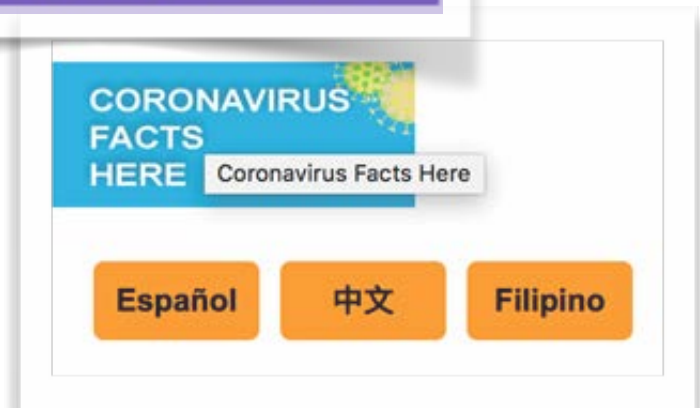 CORONAVIRUS
FACTS
HERE
Coronavirus Facts Here
Español
中文
Filipino